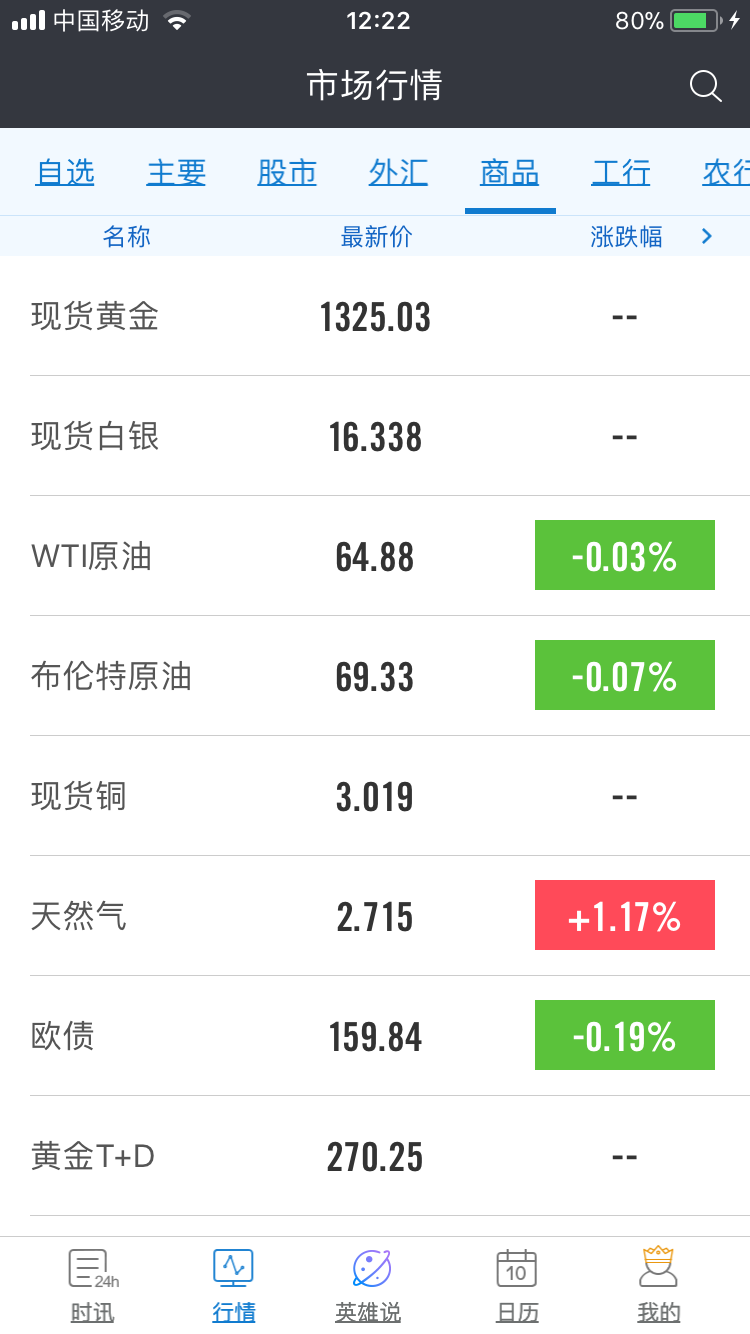 中国移动 12:22 80%
市场行情
自选 主要 股市 外汇 商品 工行 农行
名称 最新价 涨跌幅
现货黄金 1325.03 --
现货白银 16.338 --
WTI原油 64.88 -0.03%
布伦特原油 69.33 -0.07%
现货铜 3.019 --
天然气 2.715 +1.17%
欧债 159.84 -0.19%
黄金T+D 270.25 --
24h 10
时讯 行情 英雄说 日历 我的